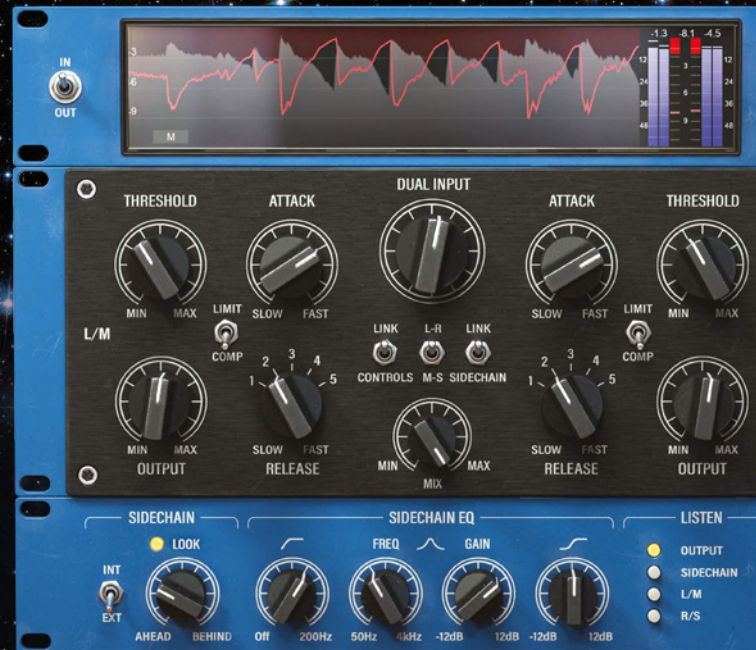 -1.3 -8.1 -4.5
IN
OUT
-3
-6
-9
M
12
24
36
48
3
6
9
12
24
36
48
THRESHOLD ATTACK DUAL INPUT ATTACK THRESHOLD
MIN MAX SLOW FAST SLOW FAST MIN MAX
L/M
LIMIT
COMP
LINK L-R LINK
CONTROLS M-S SIDECHAIN
LIMIT
COMP
1 2 3 4 5
1 2 3 4 5
MIN MAX SLOW FAST MIN MAX SLOW FAST MIN MAX
OUTPUT RELEASE MIX RELEASE OUTPUT
SIDECHAIN SIDECHAIN EQ LISTEN
LOOK FREQ GAIN
INT
EXT
AHEAD BEHIND Off 200Hz 50Hz 4kHz -12dB 12dB -12dB 12dB
OUTPUT
SIDECHAIN
L/M
R/S